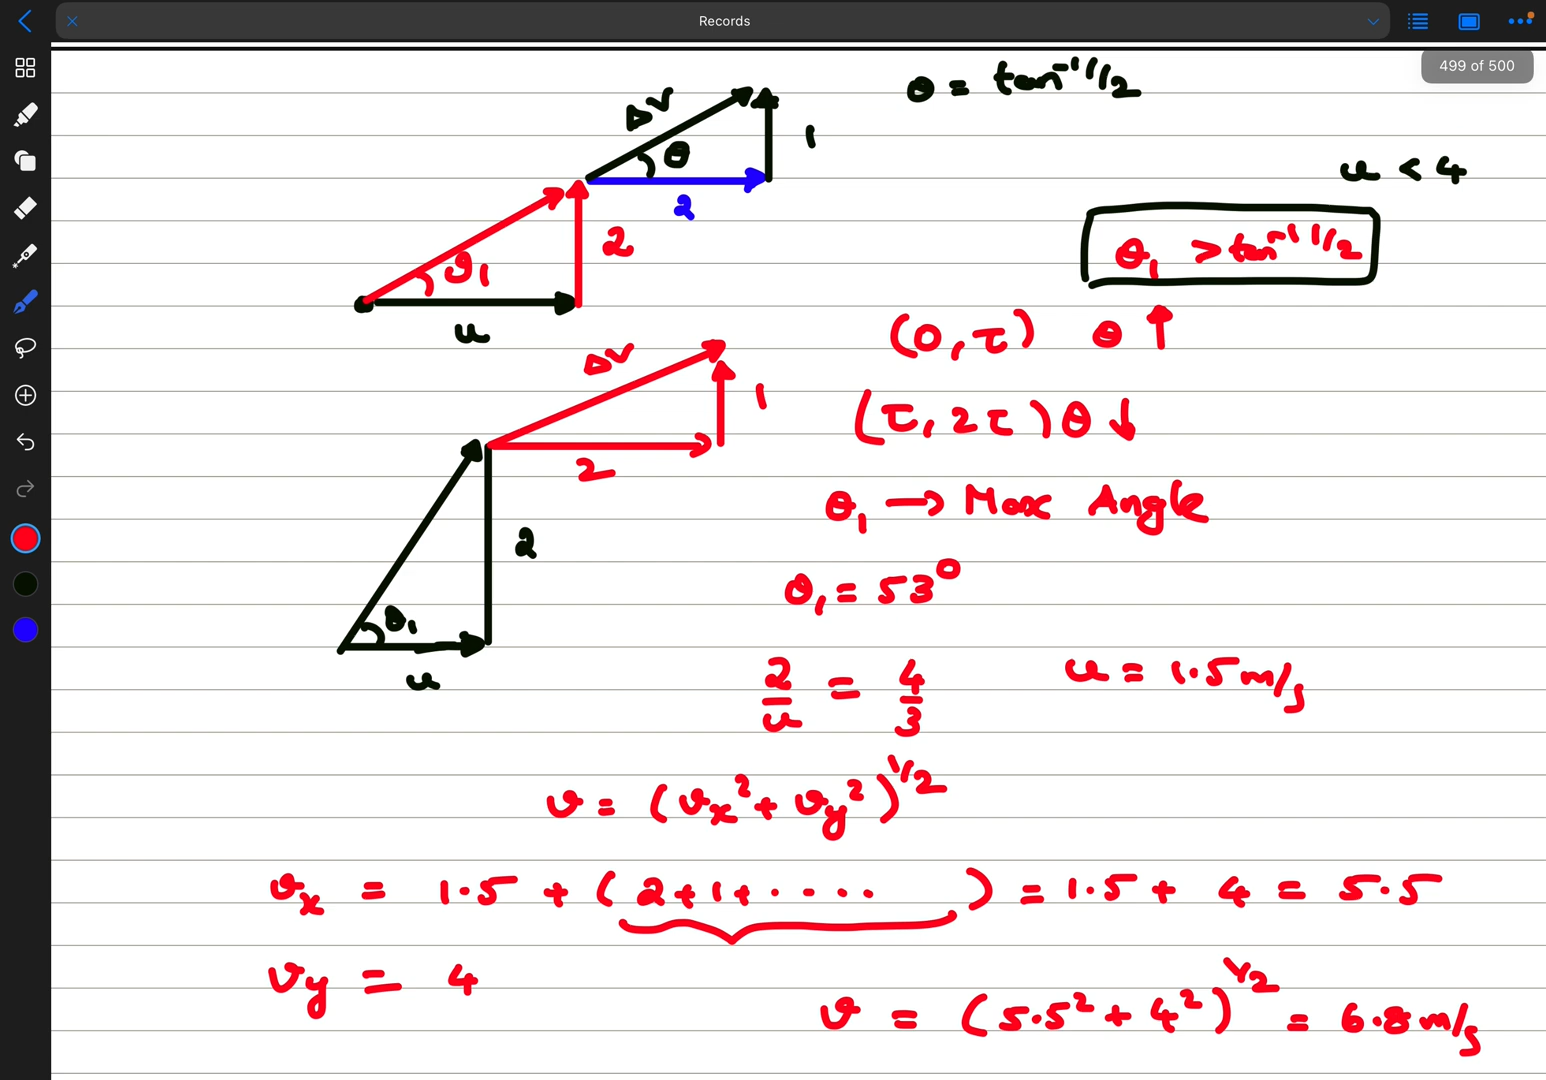 Records
499 of 500
θ = tan⁻¹ 1/2
ΔV
θ
1
2
u < 4
θ₁ > tan⁻¹ 1/2
2
θ₁
u
(0, τ) θ ↑
ΔV
1
(τ, 2τ) θ ↓
2
θ₁ → Max Angle
2
θ₁ = 53°
θ₁
u
2/u = 4/3
u = 1.5 m/s
v = (vₓ² + v_y²)^1/2
vₓ = 1.5 + (2+1+ ····· ) = 1.5 + 4 = 5.5
v_y = 4
v = (5.5² + 4²)^1/2 = 6.8 m/s